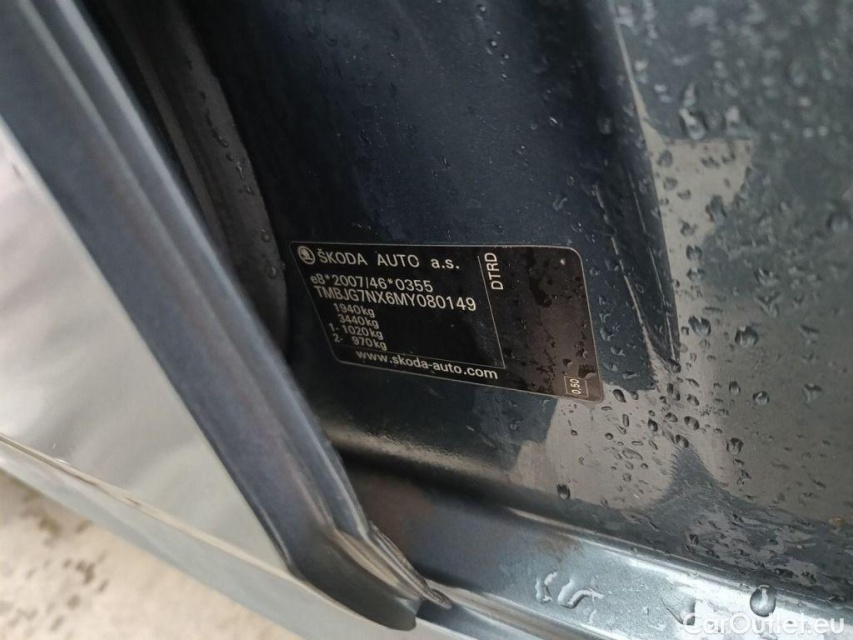 ŠKODA AUTO a.s.
e8*2007/46*0355
TMBJG7NX6MY080149
1940kg
3440kg
1- 1020kg
2- 970kg
www.skoda-auto.com
DTRD
0.50
CarOutlet.eu